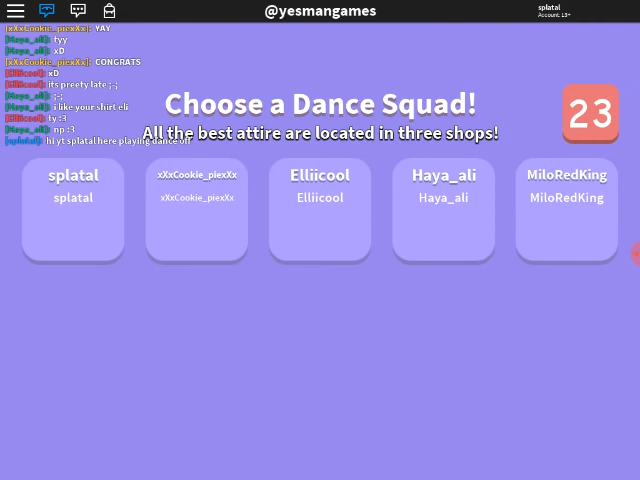 @yesmangames
splatal
Account: 13+
[xXxCookie_piexXx]: YAY
[Haya_ali]: tyy
[Haya_ali]: xD
[xXxCookie_piexXx]: CONGRATS
[Elliicool]: xD
[Elliicool]: its preety late ;-;
[Haya_ali]: ;-;
[Haya_ali]: i like your shirt eli
[Elliicool]: ty :3
[Haya_ali]: np :3
[splatal]: hi yt splatal here playing dance off
Choose a Dance Squad!
23
All the best attire are located in three shops!
splatal
splatal
xXxCookie_piexXx
xXxCookie_piexXx
Elliicool
Elliicool
Haya_ali
Haya_ali
MiloRedKing
MiloRedKing